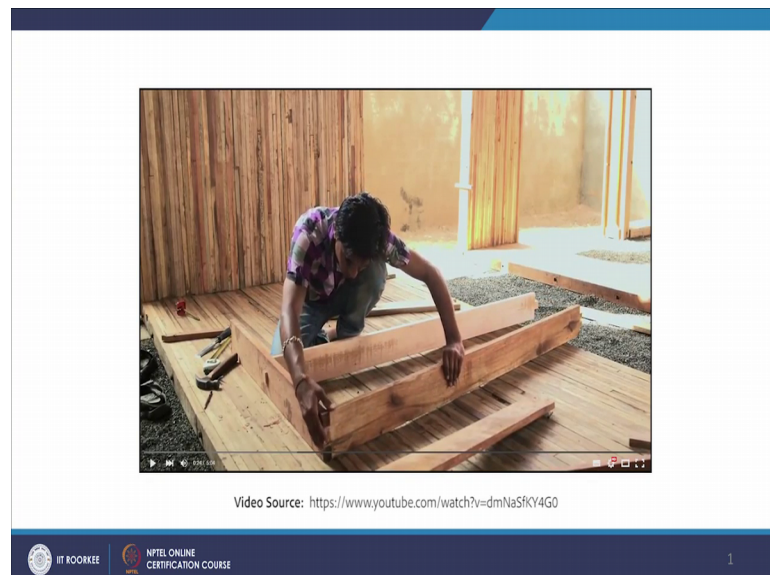 Video Source: https://www.youtube.com/watch?v=dmNaSfKY4G0
IIT ROORKEE
NPTEL ONLINE
CERTIFICATION COURSE
1